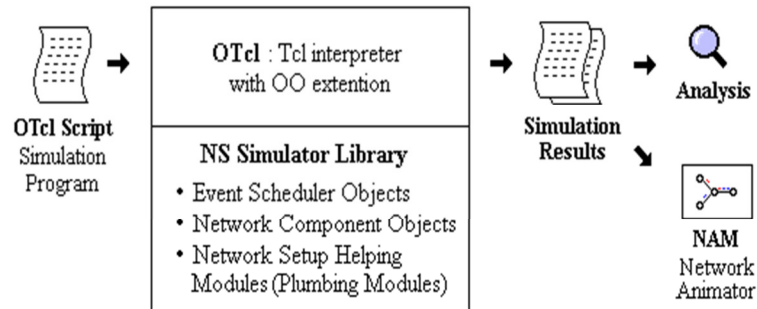 OTcl Script
Simulation
Program
OTcl : Tcl interpreter
with OO extention
NS Simulator Library
• Event Scheduler Objects
• Network Component Objects
• Network Setup Helping
Modules (Plumbing Modules)
Simulation
Results
Analysis
NAM
Network
Animator